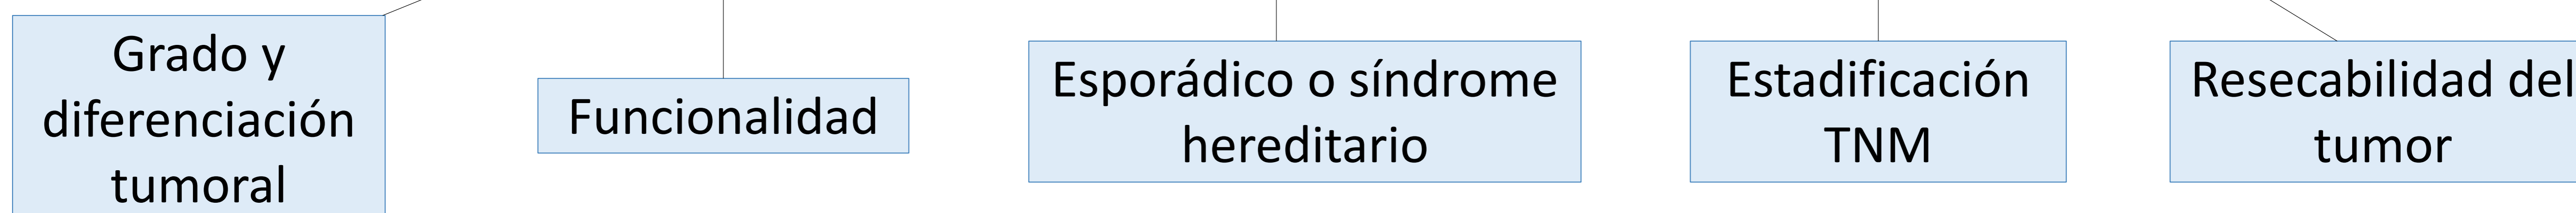 Grado y
diferenciación
tumoral
Funcionalidad
Esporádico o síndrome
hereditario
Estadificación
TNM
Resecabilidad del
tumor